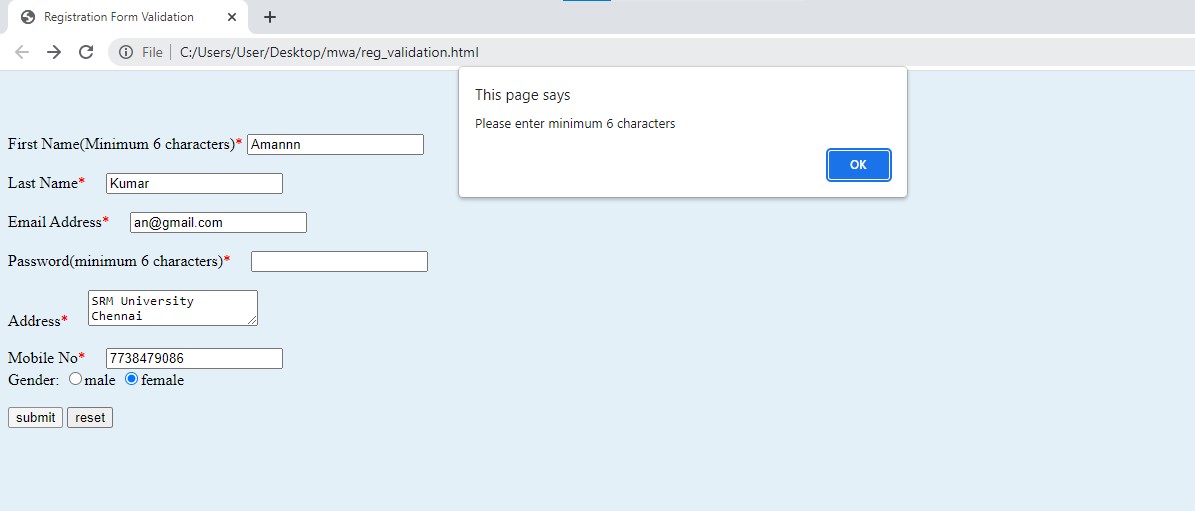 Registration Form Validation
File | C:/Users/User/Desktop/mwa/reg_validation.html
This page says
Please enter minimum 6 characters
OK
First Name(Minimum 6 characters)* Amannn
Last Name* Kumar
Email Address* an@gmail.com
Password(minimum 6 characters)*
SRM University
Chennai
Address*
Mobile No* 7738479086
Gender: male female
submit reset